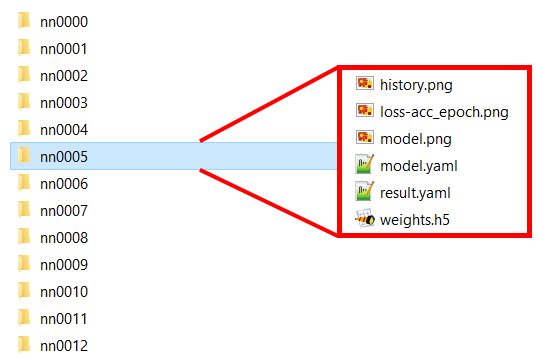 nn0000
nn0001
nn0002
nn0003
nn0004
nn0005
nn0006
nn0007
nn0008
nn0009
nn0010
nn0011
nn0012
history.png
loss-acc_epoch.png
model.png
model.yaml
result.yaml
weights.h5